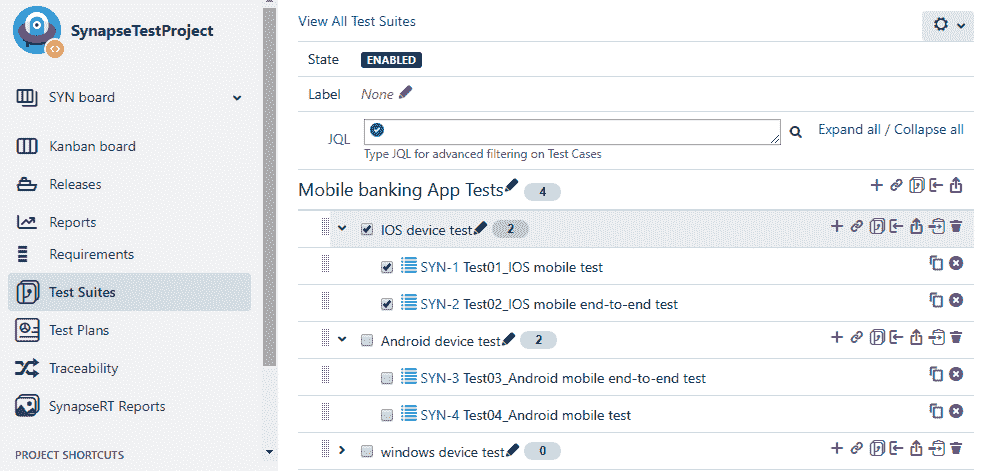 SynapseTestProject
SYN board
Kanban board
Releases
Reports
Requirements
Test Suites
Test Plans
Traceability
SynapseRT Reports
PROJECT SHORTCUTS
View All Test Suites
State ENABLED
Label None
JQL
Expand all / Collapse all
Type JQL for advanced filtering on Test Cases
Mobile banking App Tests 4
IOS device test 2
SYN-1 Test01_IOS mobile test
SYN-2 Test02_IOS mobile end-to-end test
Android device test 2
SYN-3 Test03_Android mobile end-to-end test
SYN-4 Test04_Android mobile test
windows device test 0